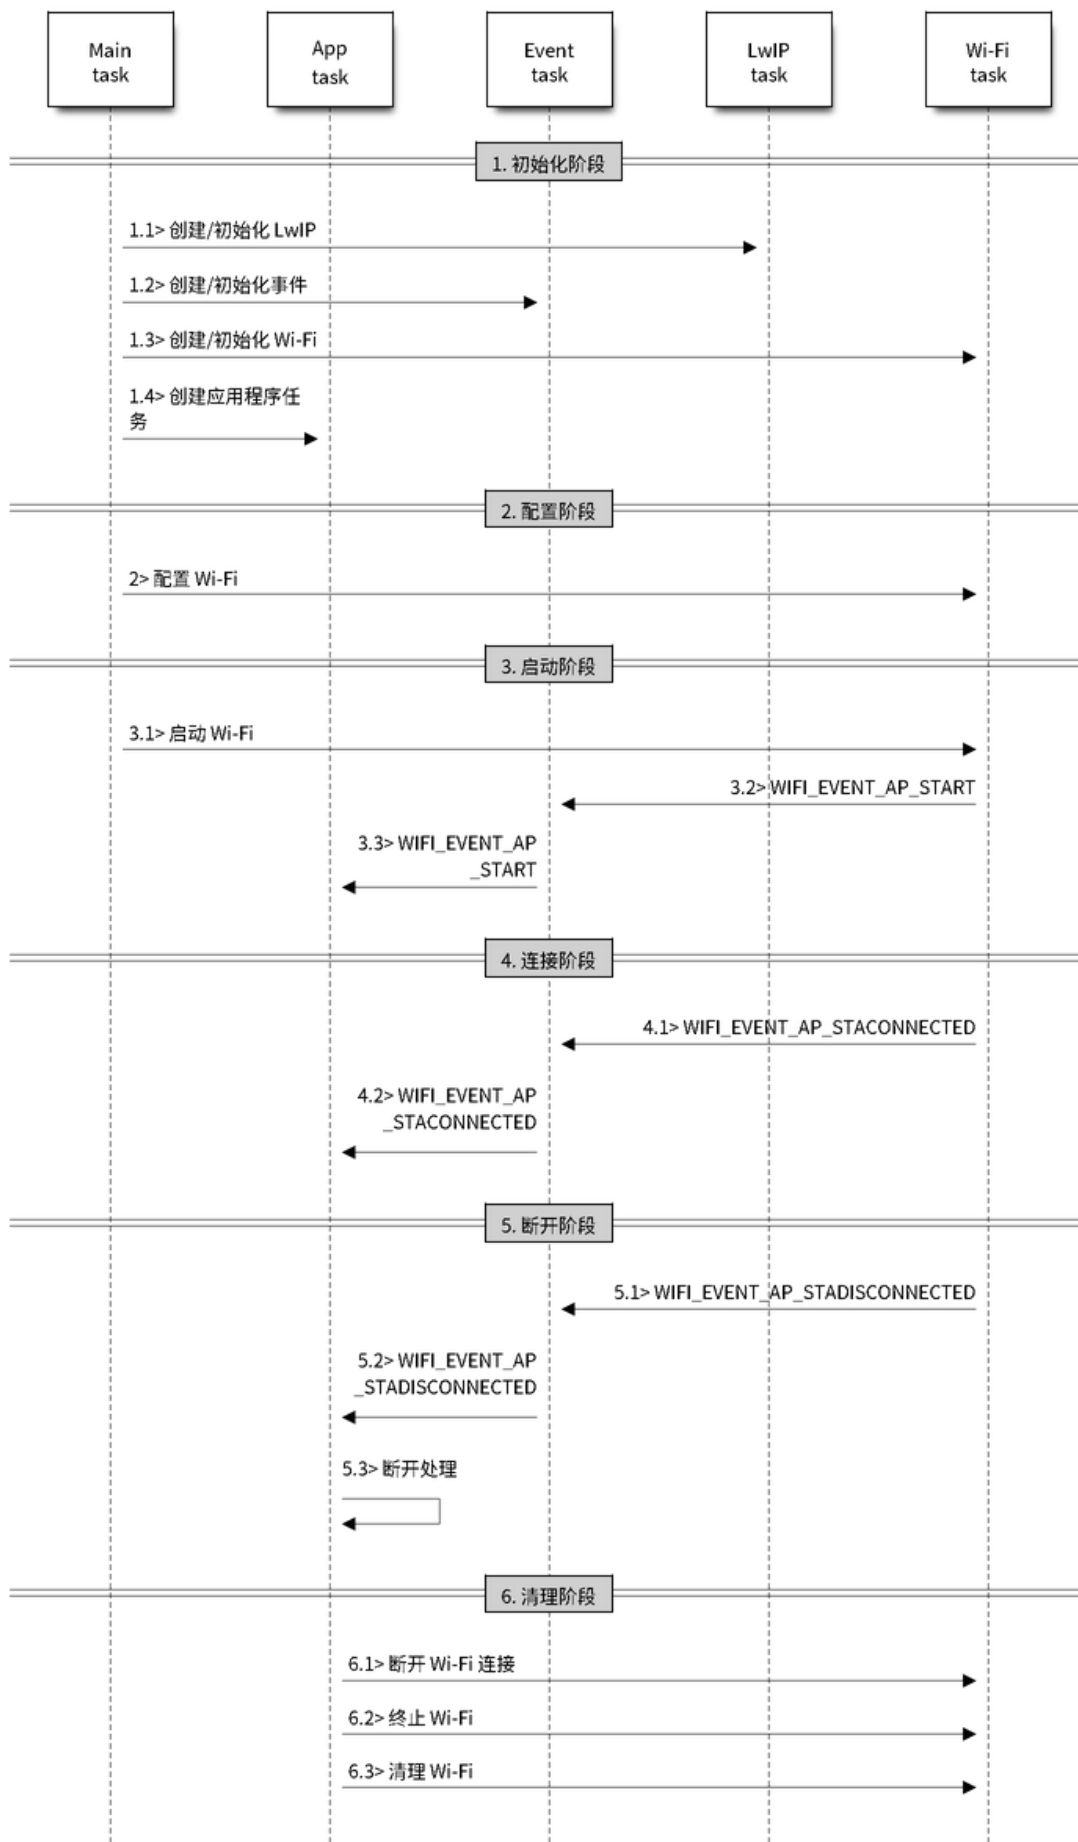 Main
task
App
task
Event
task
LwIP
task
Wi-Fi
task
1. 初始化阶段
1.1> 创建/初始化 LwIP
1.2> 创建/初始化事件
1.3> 创建/初始化 Wi-Fi
1.4> 创建应用程序任
务
2. 配置阶段
2> 配置 Wi-Fi
3. 启动阶段
3.1> 启动 Wi-Fi
3.2> WIFI_EVENT_AP_START
3.3> WIFI_EVENT_AP
_START
4. 连接阶段
4.1> WIFI_EVENT_AP_STACONNECTED
4.2> WIFI_EVENT_AP
_STACONNECTED
5. 断开阶段
5.1> WIFI_EVENT_AP_STADISCONNECTED
5.2> WIFI_EVENT_AP
_STADISCONNECTED
5.3> 断开处理
6. 清理阶段
6.1> 断开 Wi-Fi 连接
6.2> 终止 Wi-Fi
6.3> 清理 Wi-Fi